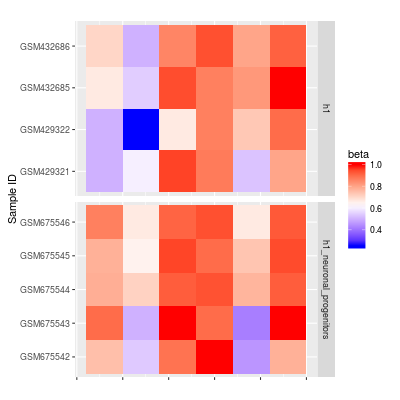 GSM432686
GSM432685
GSM429322
GSM429321
h1
GSM675546
GSM675545
GSM675544
GSM675543
GSM675542
h1_neuronal_progenitors
Sample ID
beta
1.0
0.8
0.6
0.4